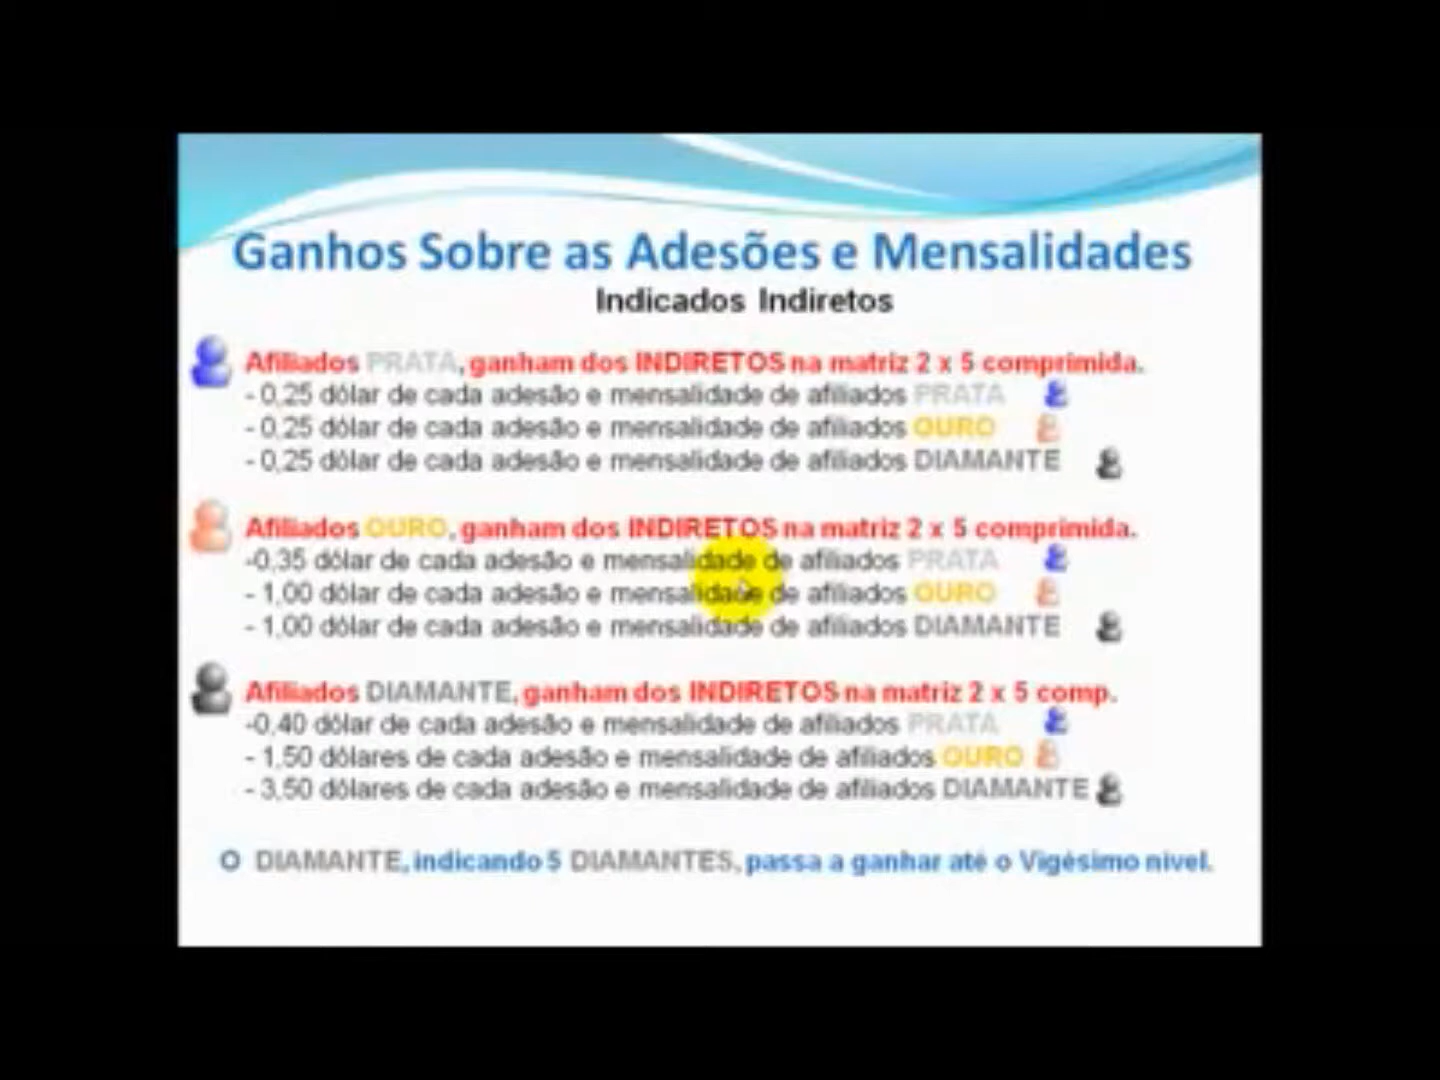 Ganhos Sobre as Adesões e Mensalidades
Indicados Indiretos
Afiliados PRATA, ganham dos INDIRETOS na matriz 2 x 5 comprimida.
- 0,25 dólar de cada adesão e mensalidade de afiliados PRATA
- 0,25 dólar de cada adesão e mensalidade de afiliados OURO
- 0,25 dólar de cada adesão e mensalidade de afiliados DIAMANTE
Afiliados OURO, ganham dos INDIRETOS na matriz 2 x 5 comprimida.
-0,35 dólar de cada adesão e mensalidade de afiliados PRATA
- 1,00 dólar de cada adesão e mensalidade de afiliados OURO
- 1,00 dólar de cada adesão e mensalidade de afiliados DIAMANTE
Afiliados DIAMANTE, ganham dos INDIRETOS na matriz 2 x 5 comp.
-0,40 dólar de cada adesão e mensalidade de afiliados PRATA
- 1,50 dólares de cada adesão e mensalidade de afiliados OURO
- 3,50 dólares de cada adesão e mensalidade de afiliados DIAMANTE
O DIAMANTE, indicando 5 DIAMANTES, passa a ganhar até o Vigésimo nível.